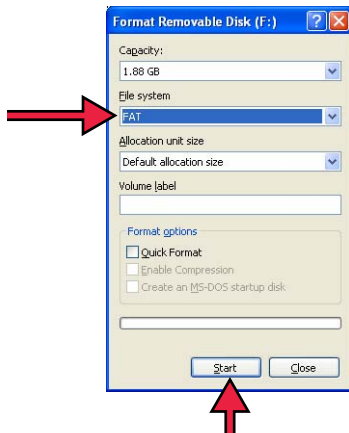 Format Removable Disk (F:)
Capacity:
1.88 GB
File system
FAT
Allocation unit size
Default allocation size
Volume label
Format options
Quick Format
Enable Compression
Create an MS-DOS startup disk
Start Close